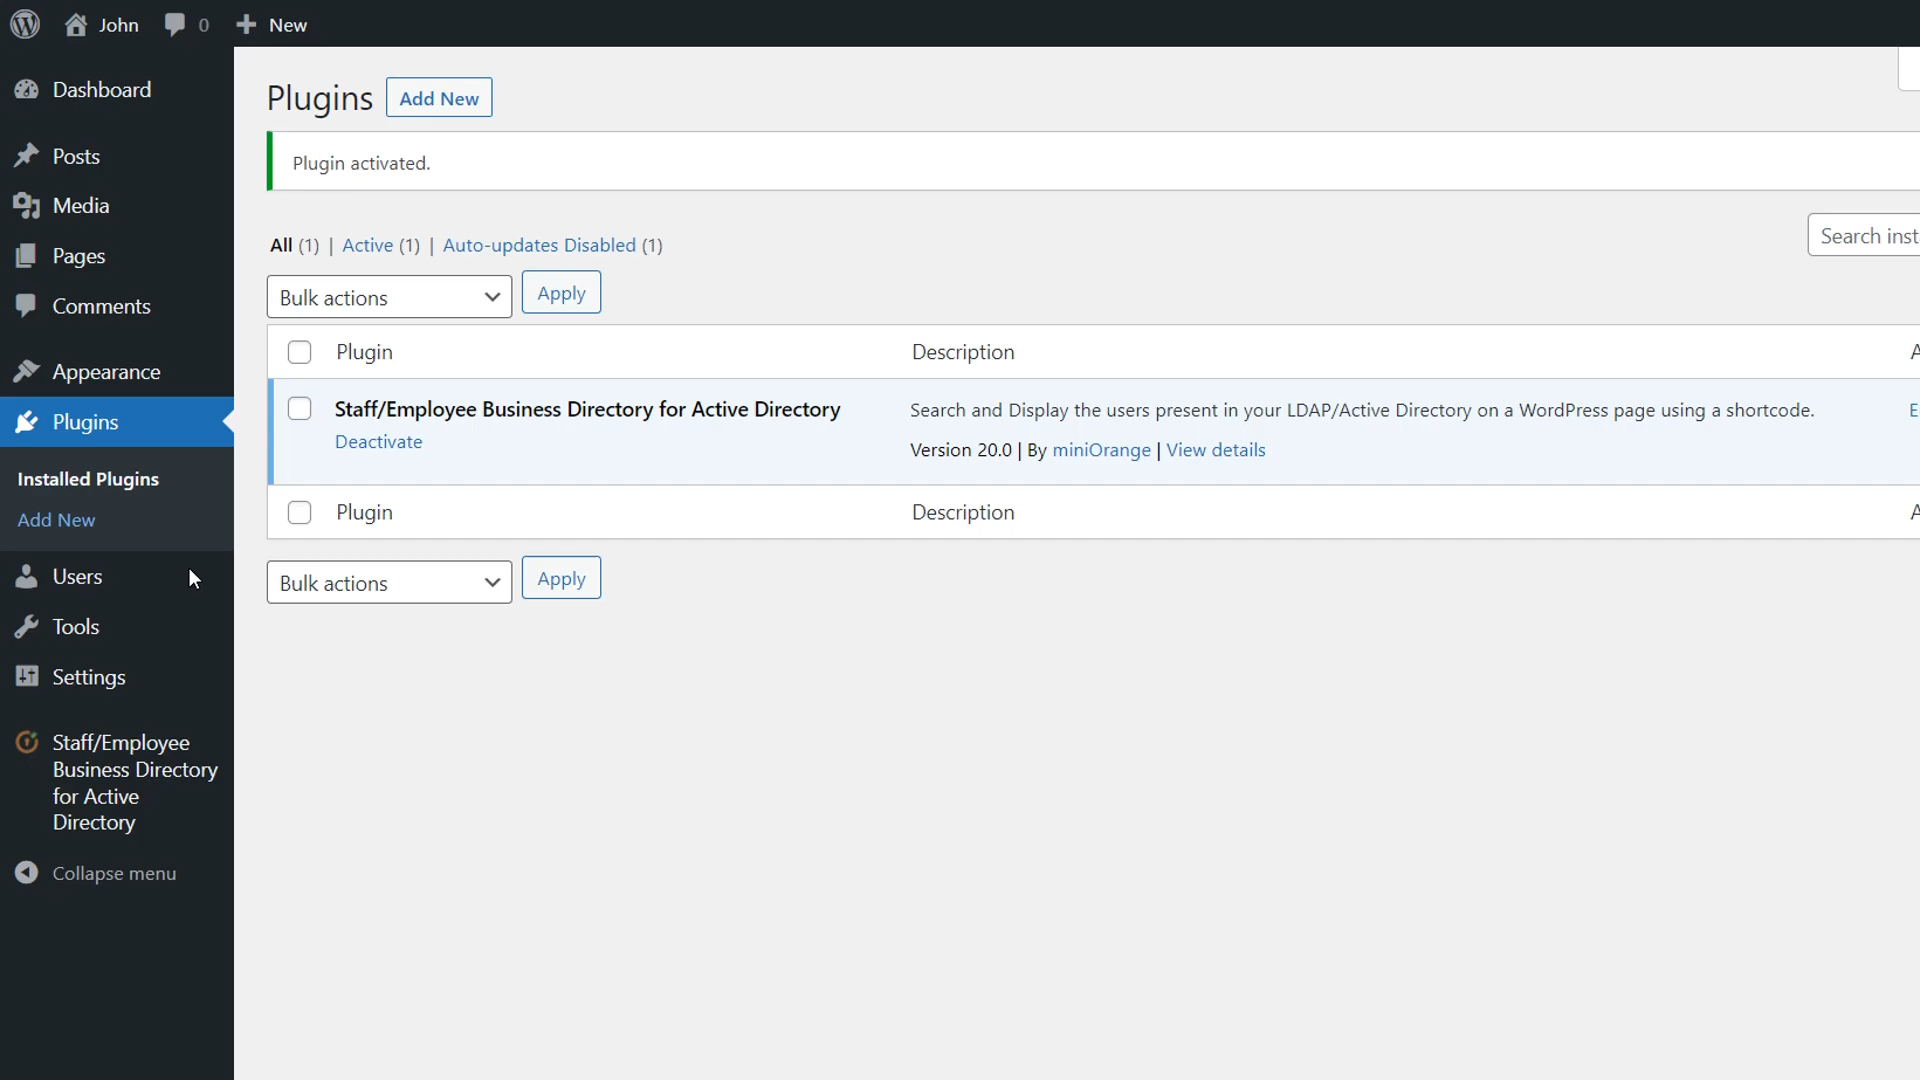 John 0 New
Dashboard
Posts
Media
Pages
Comments
Appearance
Plugins
Installed Plugins
Add New
Users
Tools
Settings
Staff/Employee
Business Directory
for Active
Directory
Collapse menu
Plugins Add New
Plugin activated.
All (1) | Active (1) | Auto-updates Disabled (1)
Search inst
Bulk actions Apply
Plugin Description A
Staff/Employee Business Directory for Active Directory Search and Display the users present in your LDAP/Active Directory on a WordPress page using a shortcode. E
Deactivate Version 20.0 | By miniOrange | View details
Plugin Description A
Bulk actions Apply